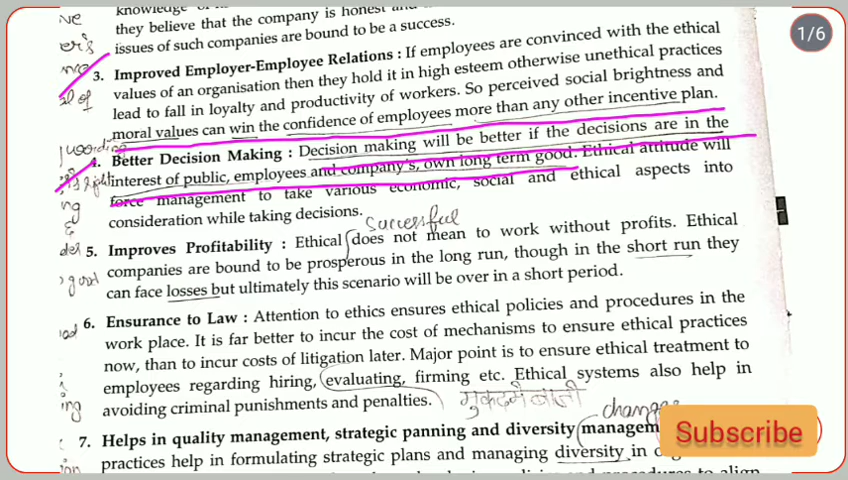 knowledge of
they believe that the company is honest and
issues of such companies are bound to be a success.
1/6
3. Improved Employer-Employee Relations : If employees are convinced with the ethical
values of an organisation then they hold it in high esteem otherwise unethical practices
lead to fall in loyalty and productivity of workers. So perceived social brightness and
moral values can win the confidence of employees more than any other incentive plan.
4. Better Decision Making : Decision making will be better if the decisions are in the
interest of public, employees and company's, own long term good. Ethical attitude will
force management to take various economic, social and ethical aspects into
consideration while taking decisions.
successful
5. Improves Profitability : Ethical does not mean to work without profits. Ethical
companies are bound to be prosperous in the long run, though in the short run they
can face losses but ultimately this scenario will be over in a short period.
6. Ensurance to Law : Attention to ethics ensures ethical policies and procedures in the
work place. It is far better to incur the cost of mechanisms to ensure ethical practices
now, than to incur costs of litigation later. Major point is to ensure ethical treatment to
employees regarding hiring, evaluating, firming etc. Ethical systems also help in
avoiding criminal punishments and penalties.
मुकदमेबाजी
7. Helps in quality management, strategic panning and diversity
practices help in formulating strategic plans and managing diversity in
Subscribe